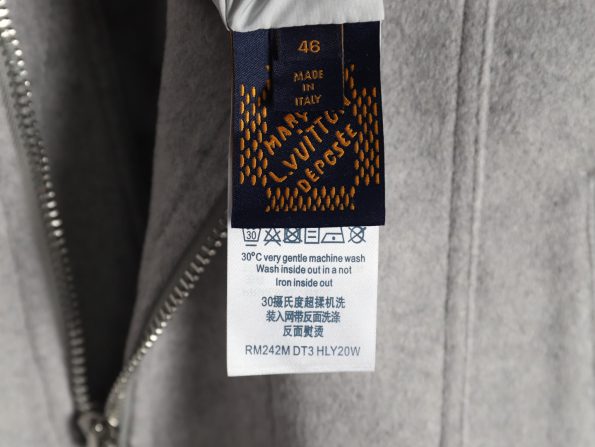 46
MADE
IN
ITALY
L.VUITTON
DÉPOSÉE
30
30°C very gentle machine wash
Wash inside out in a not
Iron inside out
30摄氏度超揉机洗
装入网带反面洗涤
反面熨烫
RM242M DT3 HLY20W